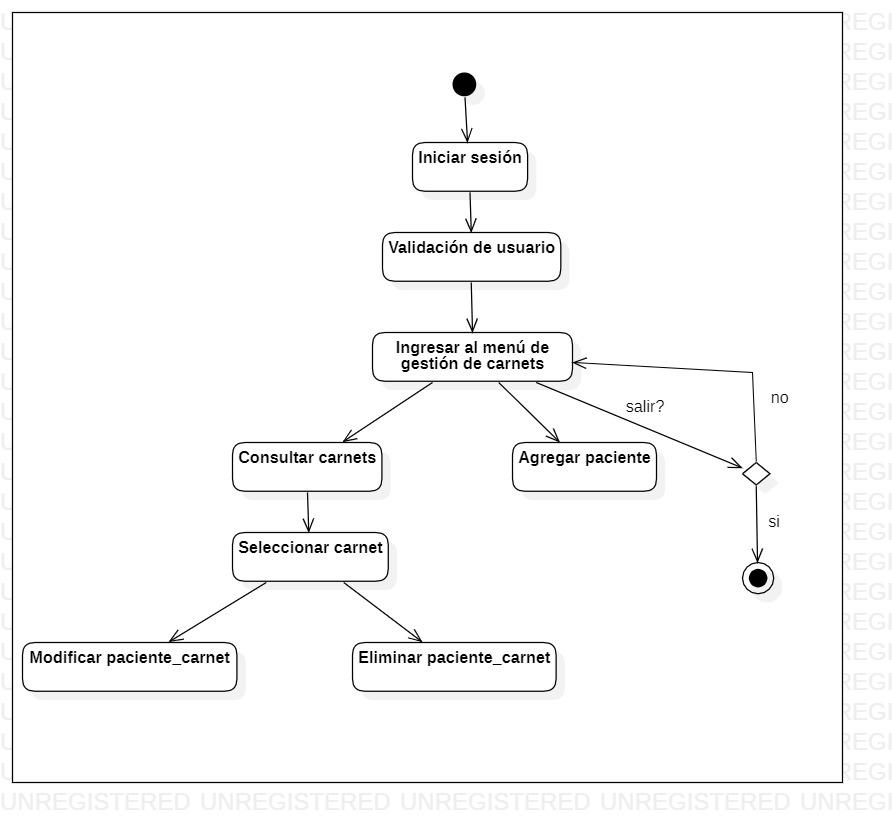 Iniciar sesión
Validación de usuario
Ingresar al menú de
gestión de carnets
salir?
no
Consultar carnets
Agregar paciente
si
Seleccionar carnet
Modificar paciente_carnet
Eliminar paciente_carnet
UNREGISTERED UNREGISTERED UNREGISTERED UNREGISTERED UNREGI